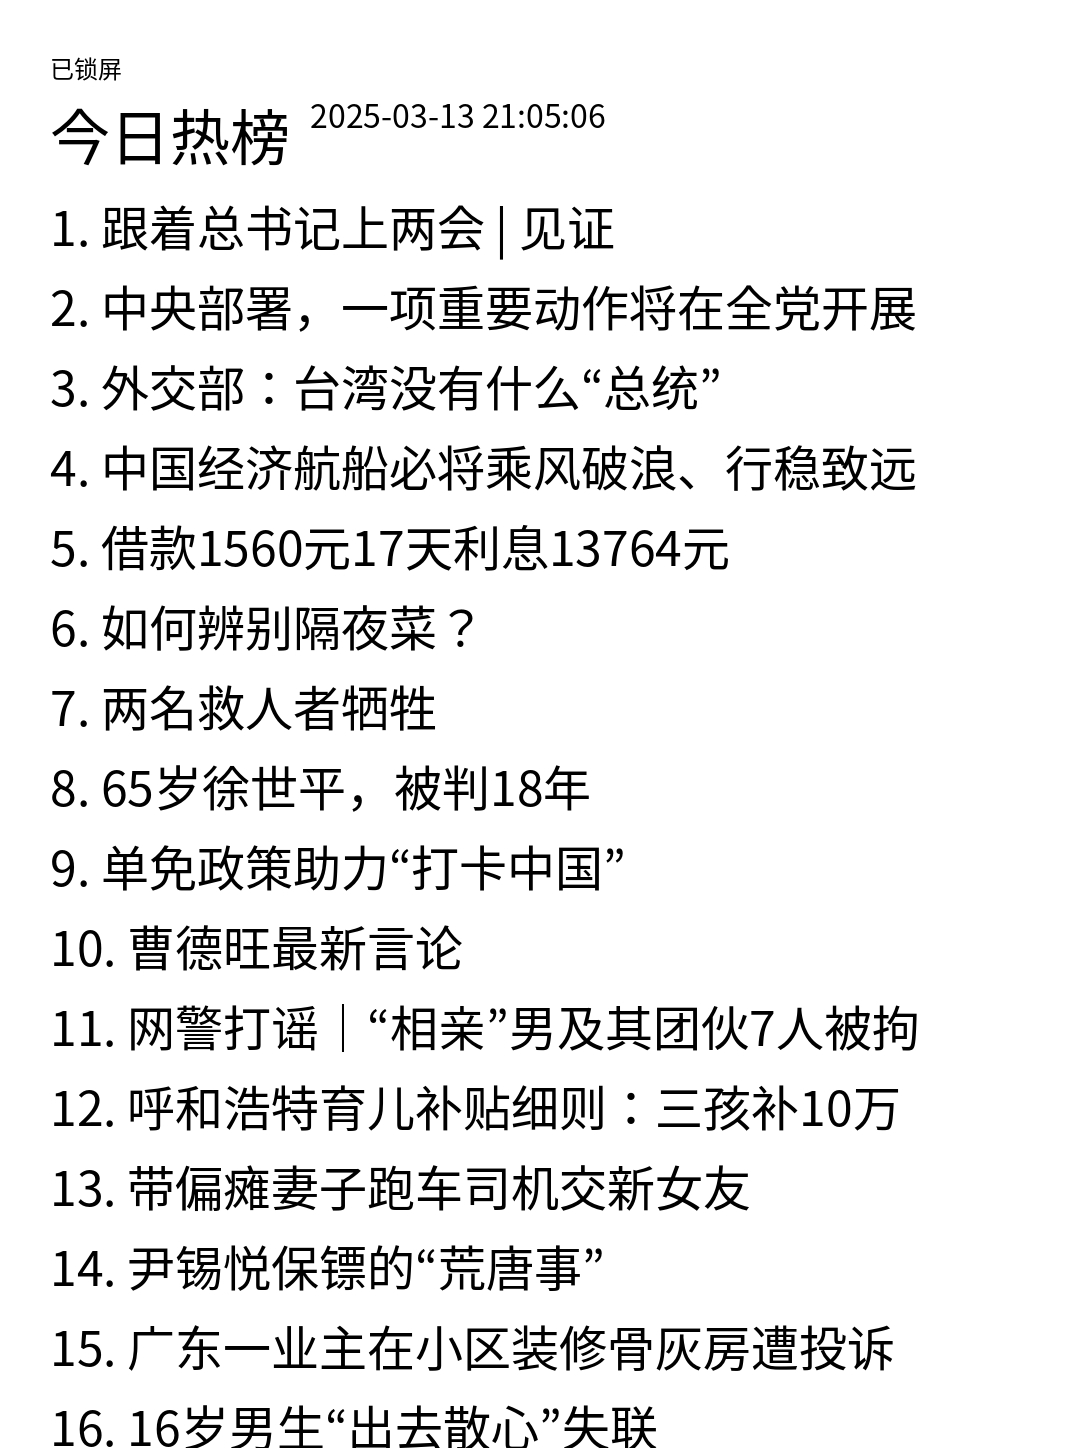 已锁屏
今日热榜 2025-03-13 21:05:06
1. 跟着总书记上两会 | 见证
2. 中央部署，一项重要动作将在全党开展
3. 外交部：台湾没有什么“总统”
4. 中国经济航船必将乘风破浪、行稳致远
5. 借款1560元17天利息13764元
6. 如何辨别隔夜菜？
7. 两名救人者牺牲
8. 65岁徐世平，被判18年
9. 单免政策助力“打卡中国”
10. 曹德旺最新言论
11. 网警打谣｜“相亲”男及其团伙7人被拘
12. 呼和浩特育儿补贴细则：三孩补10万
13. 带偏瘫妻子跑车司机交新女友
14. 尹锡悦保镖的“荒唐事”
15. 广东一业主在小区装修骨灰房遭投诉
16. 16岁男生“出去散心”失联